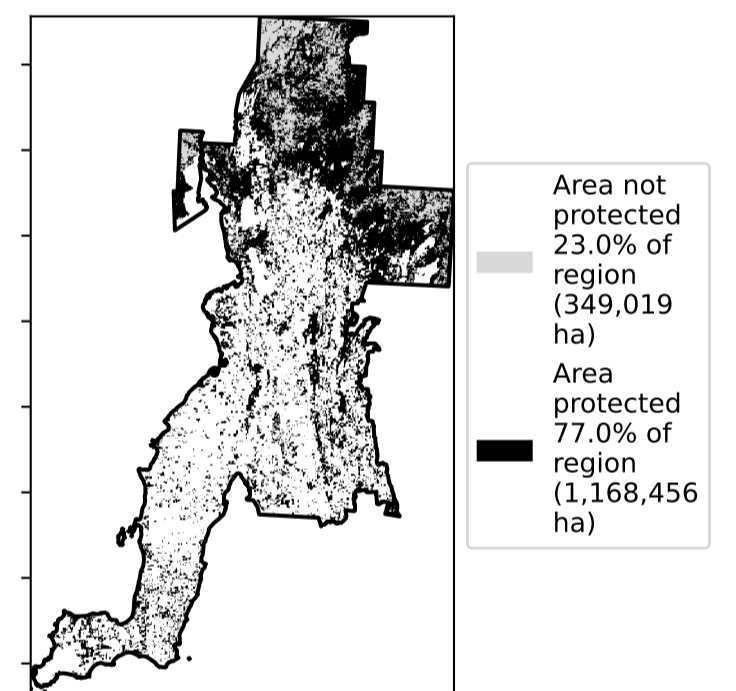 Area not
protected
23.0% of
region
(349,019
ha)
Area
protected
77.0% of
region
(1,168,456
ha)